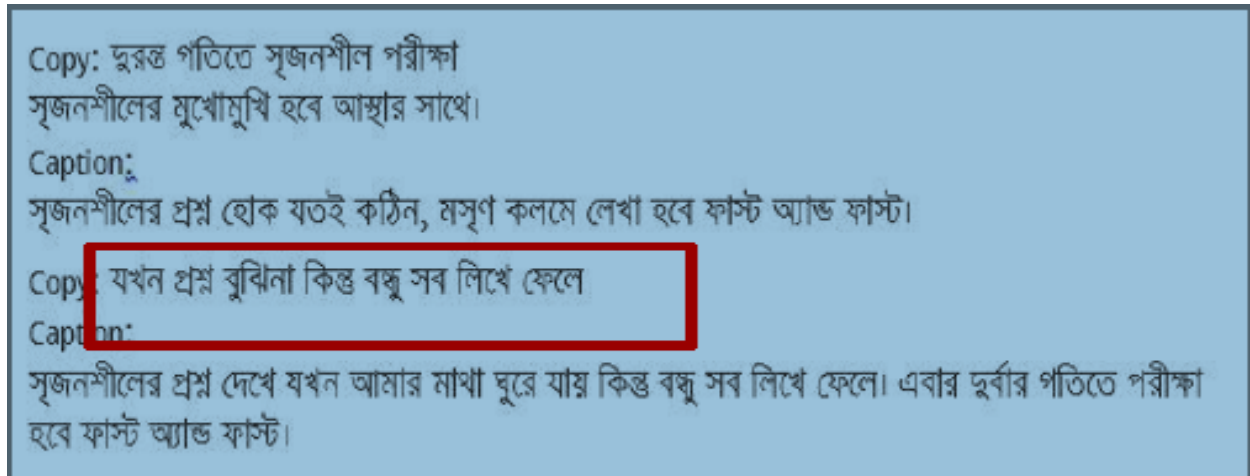 Copy: দুরন্ত গতিতে সৃজনশীল পরীক্ষা
সৃজনশীলের মুখোমুখি হবে আস্থার সাথে।
Caption:
সৃজনশীলের প্রশ্ন হোক যতই কঠিন, মসৃণ কলমে লেখা হবে ফাস্ট অ্যান্ড ফাস্ট।
Copy: যখন প্রশ্ন বুঝিনা কিন্তু বন্ধু সব লিখে ফেলে
Caption:
সৃজনশীলের প্রশ্ন দেখে যখন আমার মাথা ঘুরে যায় কিন্তু বন্ধু সব লিখে ফেলে। এবার দুর্বার গতিতে পরীক্ষা
হবে ফাস্ট অ্যান্ড ফাস্ট।